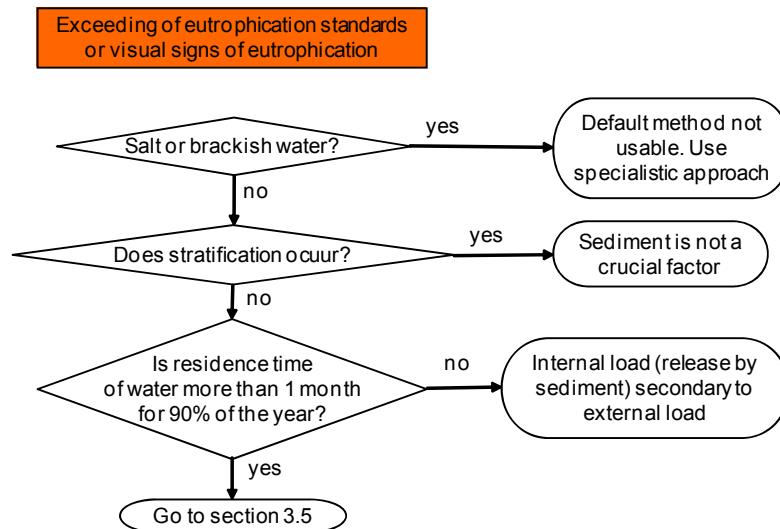 Exceeding of eutrophication standards
or visual signs of eutrophication
Salt or brackish water?
yes
Default method not
usable. Use
specialistic approach
no
Does stratification ocuur?
yes
Sediment is not a
crucial factor
no
Is residence time
of water more than 1 month
for 90% of the year?
no
Internal load (release by
sediment) secondary to
external load
yes
Go to section 3.5